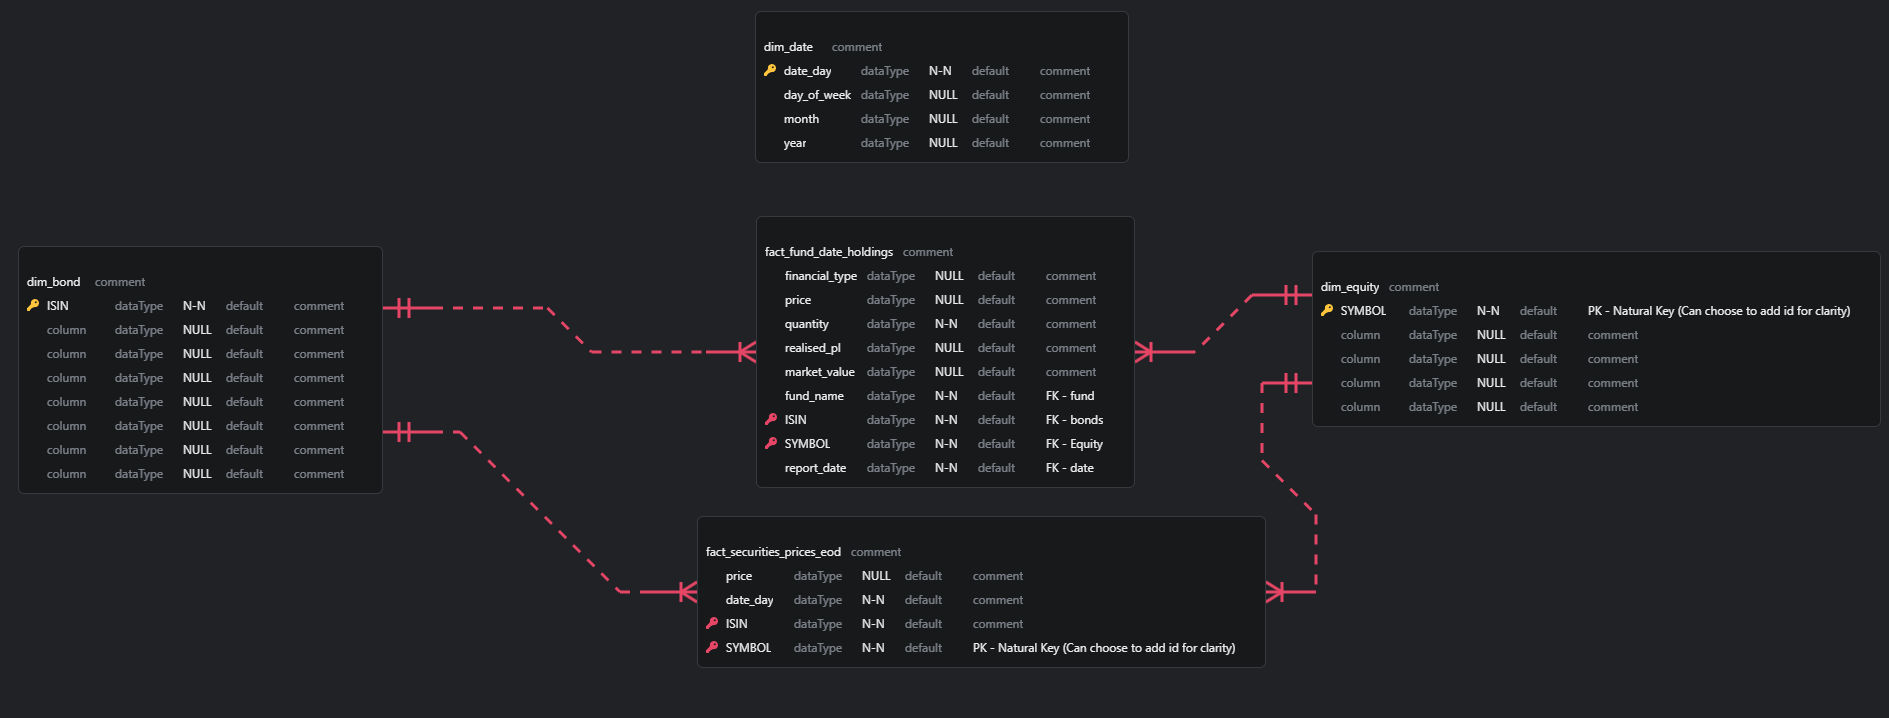 dim_date comment
date_day dataType N-N default comment
day_of_week dataType NULL default comment
month dataType NULL default comment
year dataType NULL default comment
dim_bond comment
ISIN dataType N-N default comment
column dataType NULL default comment
column dataType NULL default comment
column dataType NULL default comment
column dataType NULL default comment
column dataType NULL default comment
column dataType NULL default comment
column dataType NULL default comment
fact_fund_date_holdings comment
financial_type dataType NULL default comment
price dataType NULL default comment
quantity dataType N-N default comment
realised_pl dataType NULL default comment
market_value dataType NULL default comment
fund_name dataType N-N default FK - fund
ISIN dataType N-N default FK - bonds
SYMBOL dataType N-N default FK - Equity
report_date dataType N-N default FK - date
dim_equity comment
SYMBOL dataType N-N default PK - Natural Key (Can choose to add id for clarity)
column dataType NULL default comment
column dataType NULL default comment
column dataType NULL default comment
column dataType NULL default comment
fact_securities_prices_eod comment
price dataType NULL default comment
date_day dataType N-N default comment
ISIN dataType N-N default comment
SYMBOL dataType N-N default PK - Natural Key (Can choose to add id for clarity)